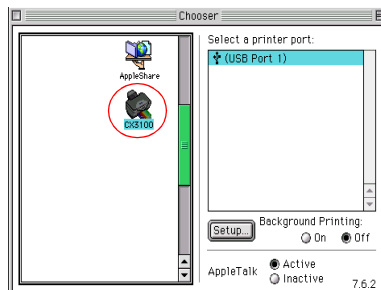 Chooser
AppleShare
CX3100
Select a printer port:
(USB Port 1)
Setup...
Background Printing:
On Off
AppleTalk
Active
Inactive
7.6.2